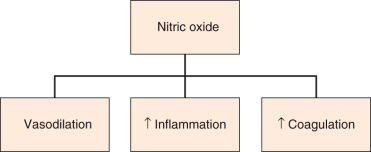 Nitric oxide
Vasodilation
↑ Inflammation
↑ Coagulation